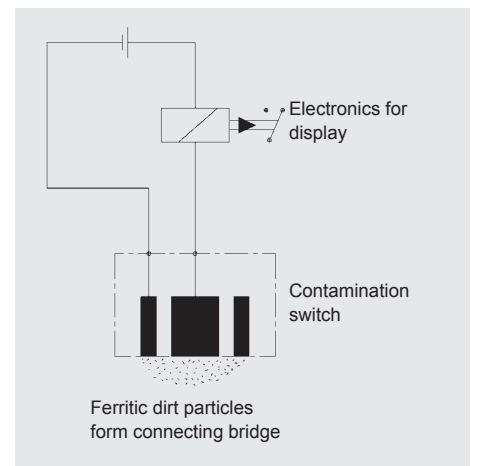 Electronics for
display
Contamination
switch
Ferritic dirt particles
form connecting bridge